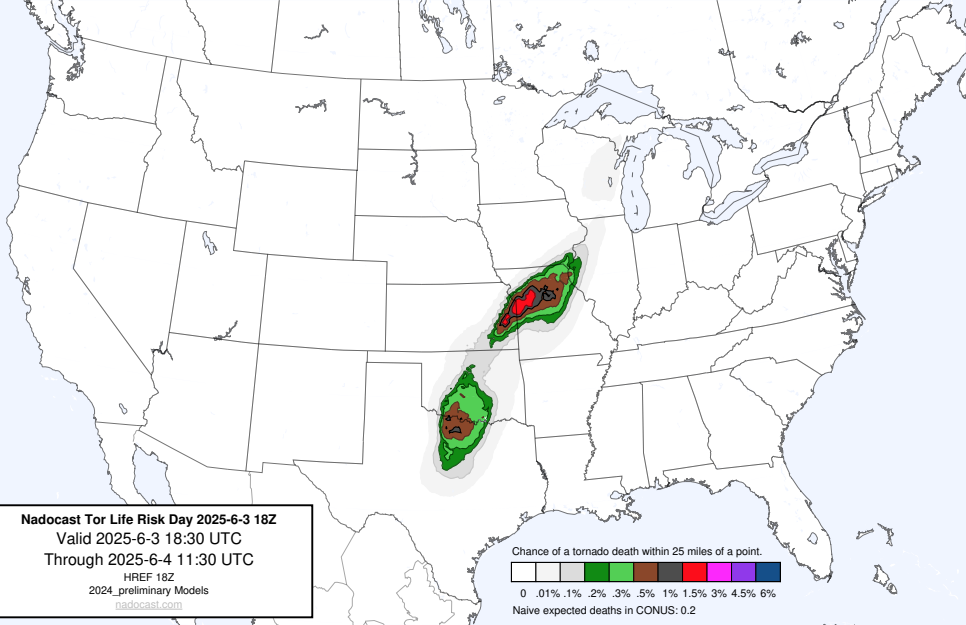 Nadocast Tor Life Risk Day 2025-6-3 18Z
Valid 2025-6-3 18:30 UTC
Through 2025-6-4 11:30 UTC
HREF 18Z
2024_preliminary Models
nadocast.com
Chance of a tornado death within 25 miles of a point.
0 .01% .1% .2% .3% .5% 1% 1.5% 3% 4.5% 6%
Naive expected deaths in CONUS: 0.2